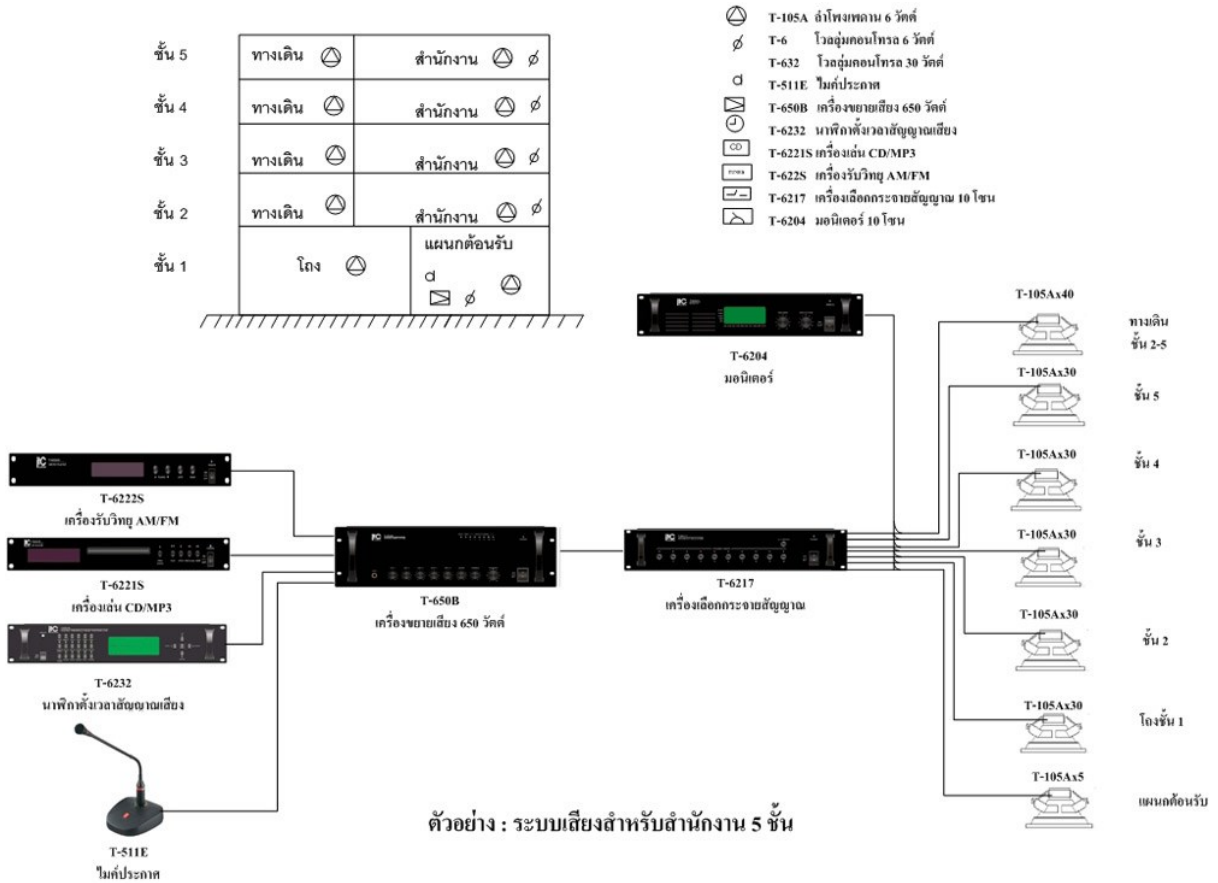 ชั้น 5
ทางเดิน
สำนักงาน
ชั้น 4
ทางเดิน
สำนักงาน
ชั้น 3
ทางเดิน
สำนักงาน
ชั้น 2
ทางเดิน
สำนักงาน
ชั้น 1
โถง
แผนกต้อนรับ
T-105A ลำโพงเพดาน 6 วัตต์
T-6 โวลลุ่มคอนโทรล 6 วัตต์
T-632 โวลลุ่มคอนโทรล 30 วัตต์
T-511E ไมค์ประกาศ
T-650B เครื่องขยายเสียง 650 วัตต์
T-6232 นาฬิกาตั้งเวลาสัญญาณเสียง
CD
T-6221S เครื่องเล่น CD/MP3
T-622S เครื่องรับวิทยุ AM/FM
T-6217 เครื่องเลือกกระจายสัญญาณ 10 โซน
T-6204 มอนิเตอร์ 10 โซน
T-6204
มอนิเตอร์
T-6222S
เครื่องรับวิทยุ AM/FM
T-6221S
เครื่องเล่น CD/MP3
T-6232
นาฬิกาตั้งเวลาสัญญาณเสียง
T-511E
ไมค์ประกาศ
T-650B
เครื่องขยายเสียง 650 วัตต์
T-6217
เครื่องเลือกกระจายสัญญาณ
T-105Ax40
ทางเดิน
ชั้น 2-5
T-105Ax30
ชั้น 5
T-105Ax30
ชั้น 4
T-105Ax30
ชั้น 3
T-105Ax30
ชั้น 2
T-105Ax30
โถงชั้น 1
T-105Ax5
แผนกต้อนรับ
ตัวอย่าง : ระบบเสียงสำหรับสำนักงาน 5 ชั้น